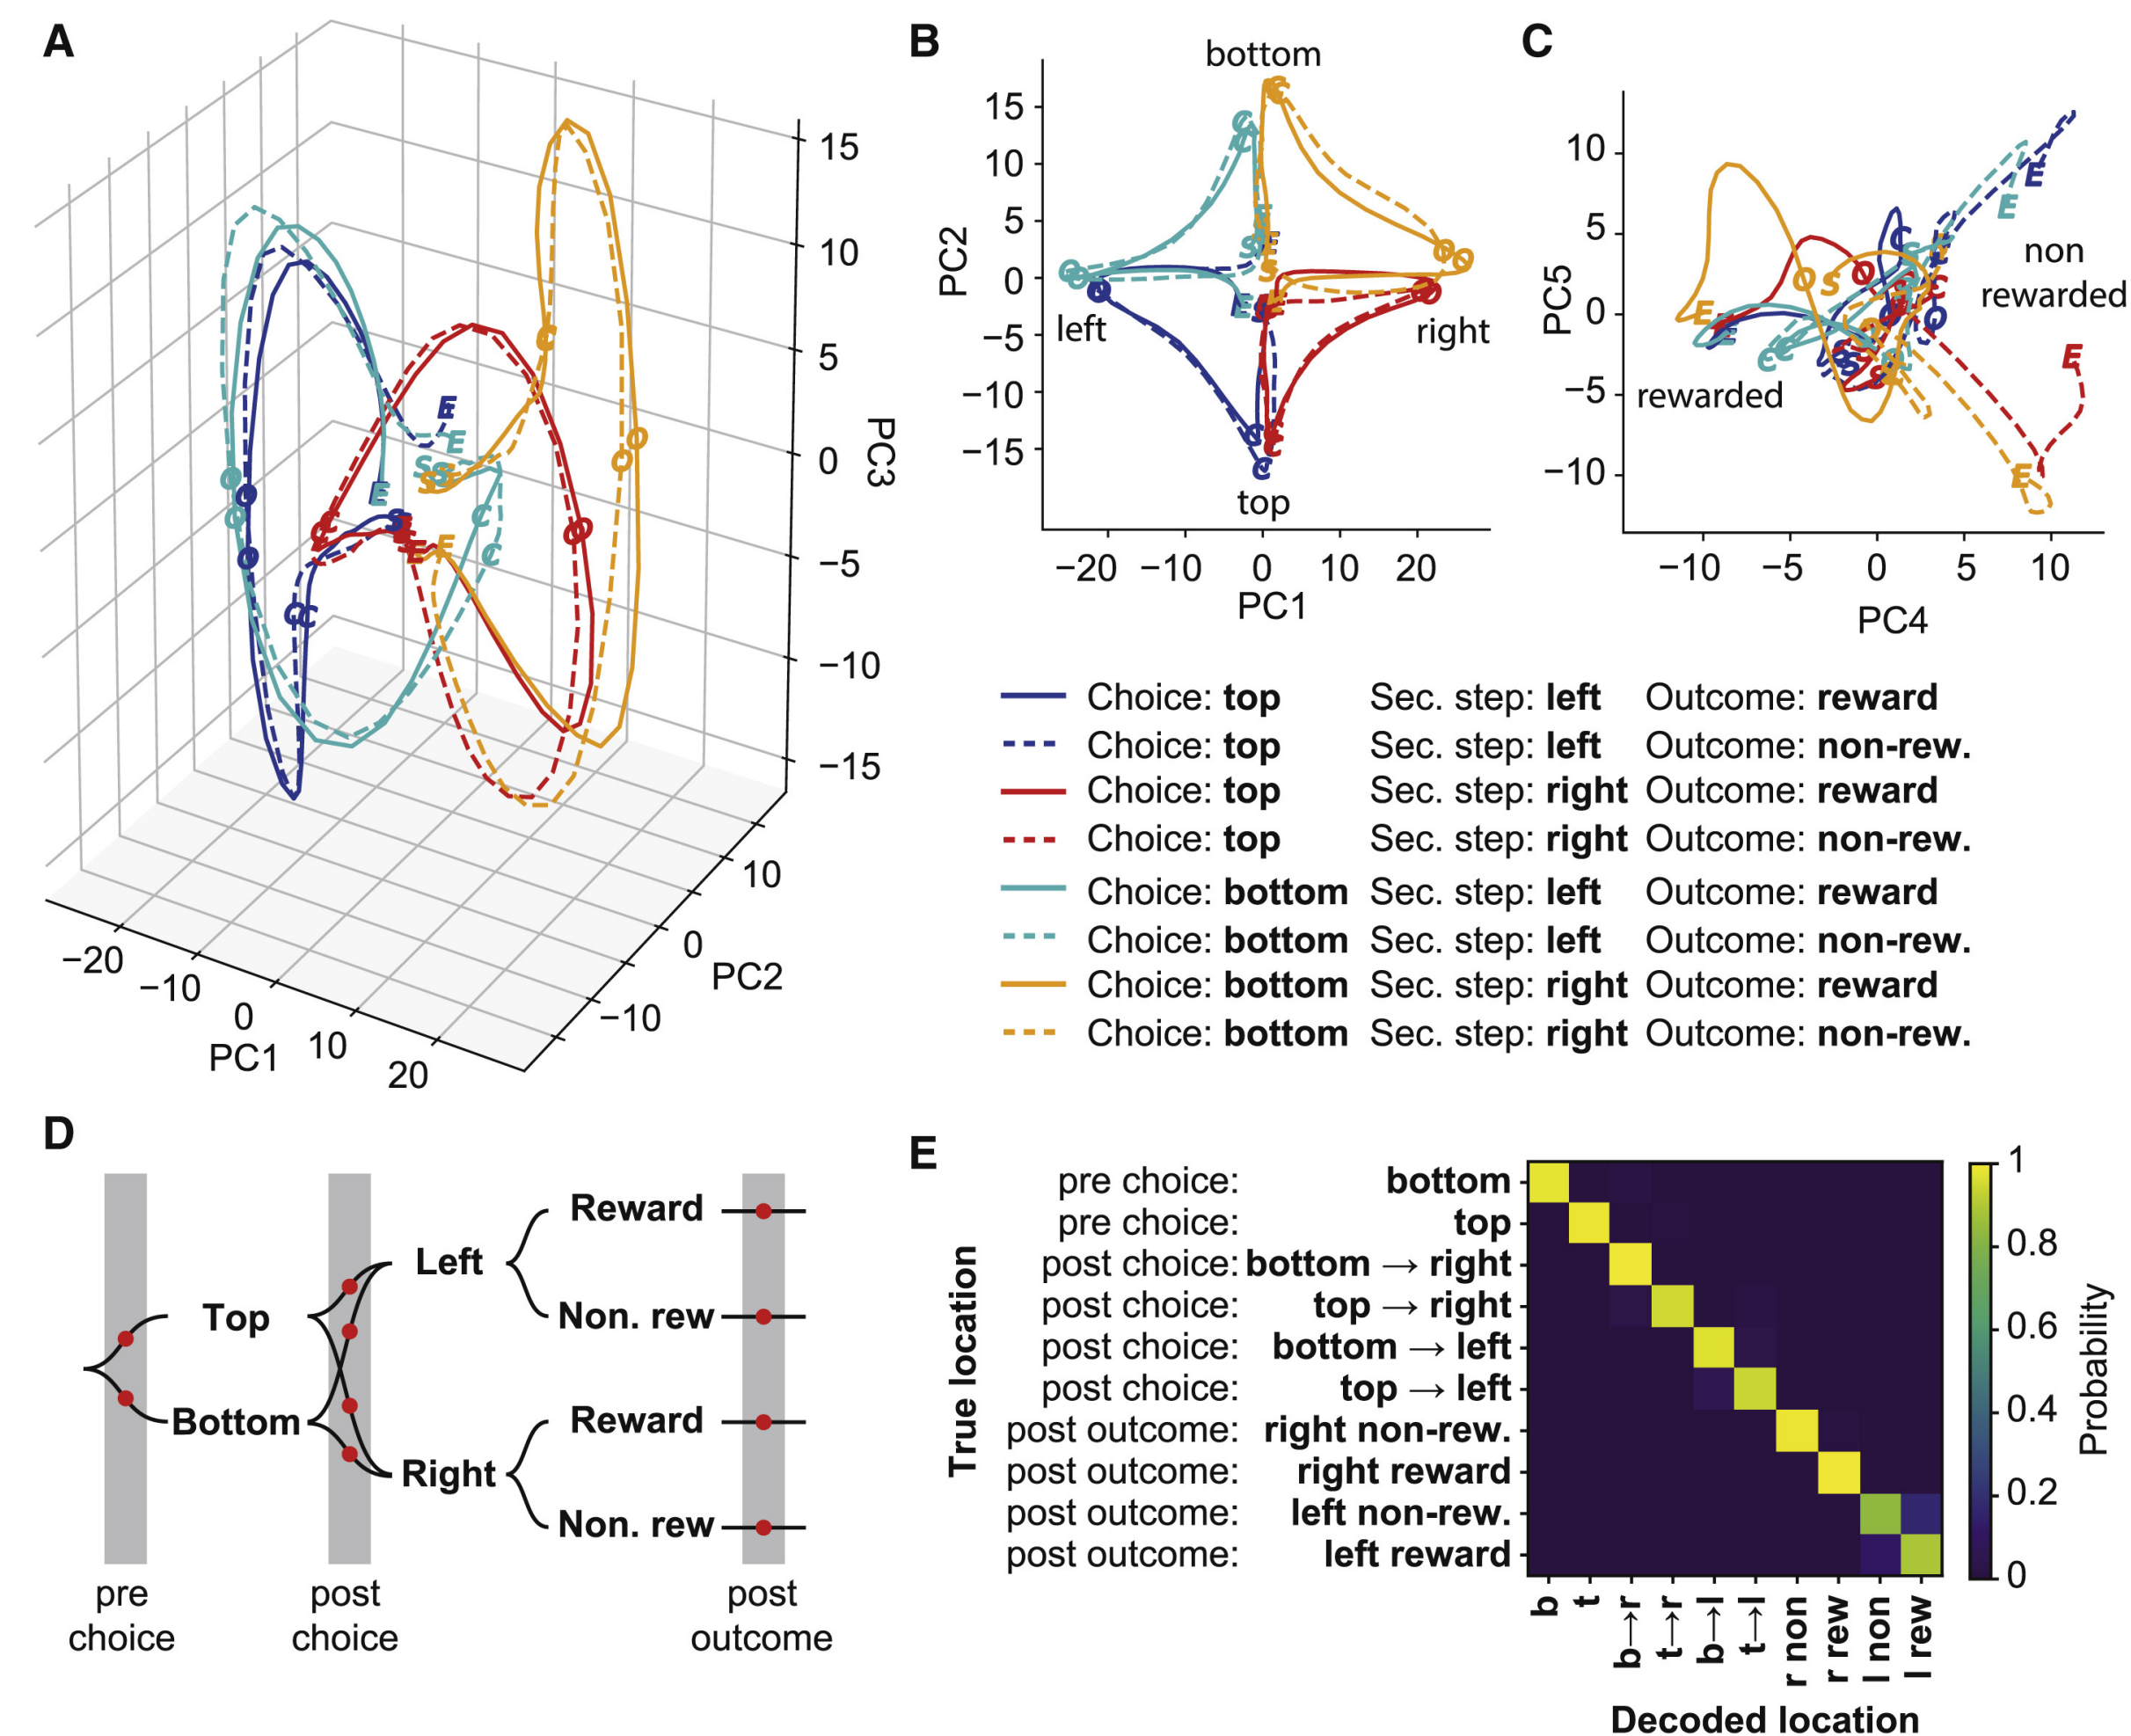 A
15
10
5
0
−5
−10
−15
PC3
−20
−10
0
10
20
PC1
10
0
−10
PC2
E
E
S
S
E
C
C
C
C
C
C
O
O
O
O
O
O
O
O
S
E
E
B
bottom
15
10
5
0
−5
−10
−15
PC2
left
right
top
−20 −10 0 10 20
PC1
C
10
5
0
−5
−10
PC5
non
rewarded
rewarded
−10 −5 0 5 10
PC4
Choice: top Sec. step: left Outcome: reward
Choice: top Sec. step: left Outcome: non-rew.
Choice: top Sec. step: right Outcome: reward
Choice: top Sec. step: right Outcome: non-rew.
Choice: bottom Sec. step: left Outcome: reward
Choice: bottom Sec. step: left Outcome: non-rew.
Choice: bottom Sec. step: right Outcome: reward
Choice: bottom Sec. step: right Outcome: non-rew.
D
Top
Bottom
Left
Right
Reward
Non. rew
Reward
Non. rew
pre
choice
post
choice
post
outcome
E
True location
pre choice: bottom
pre choice: top
post choice: bottom → right
post choice: top → right
post choice: bottom → left
post choice: top → left
post outcome: right non-rew.
post outcome: right reward
post outcome: left non-rew.
post outcome: left reward
b
t
b→r
t→r
b→l
t→l
r non
r rew
l non
l rew
Decoded location
1
0.8
0.6
0.4
0.2
0
Probability